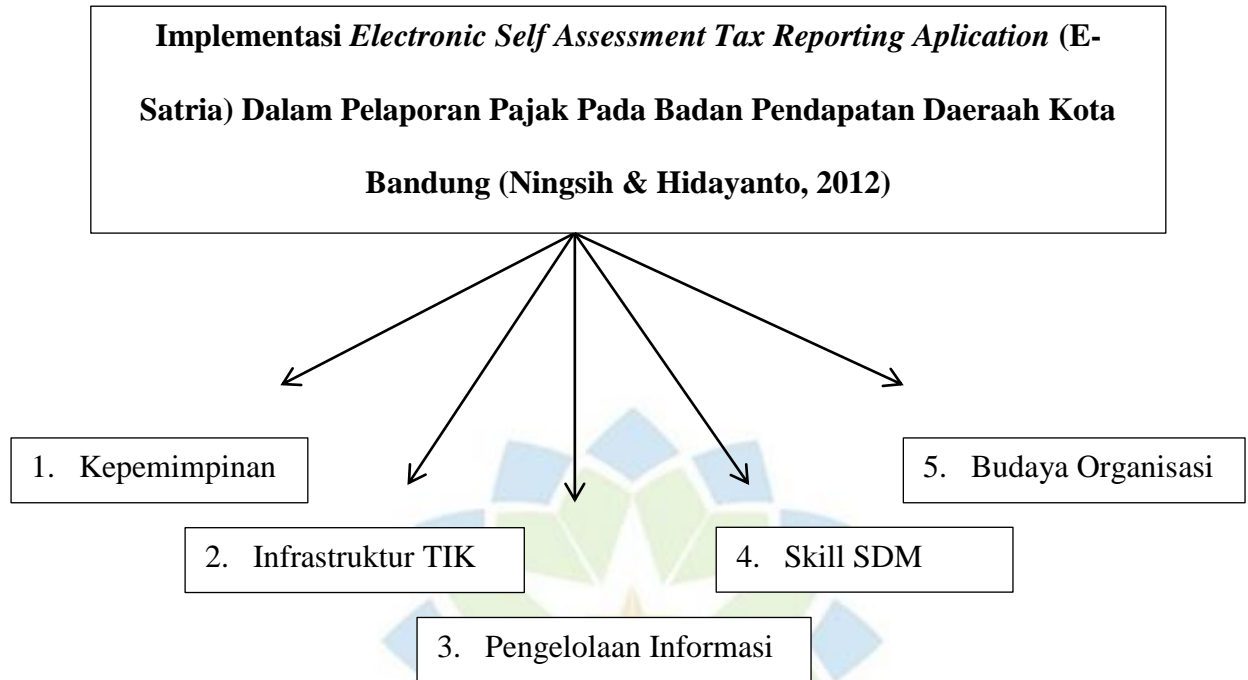 Implementasi Electronic Self Assessment Tax Reporting Aplication (E-
Satria) Dalam Pelaporan Pajak Pada Badan Pendapatan Daeraah Kota
Bandung (Ningsih & Hidayanto, 2012)
1. Kepemimpinan
2. Infrastruktur TIK
3. Pengelolaan Informasi
4. Skill SDM
5. Budaya Organisasi